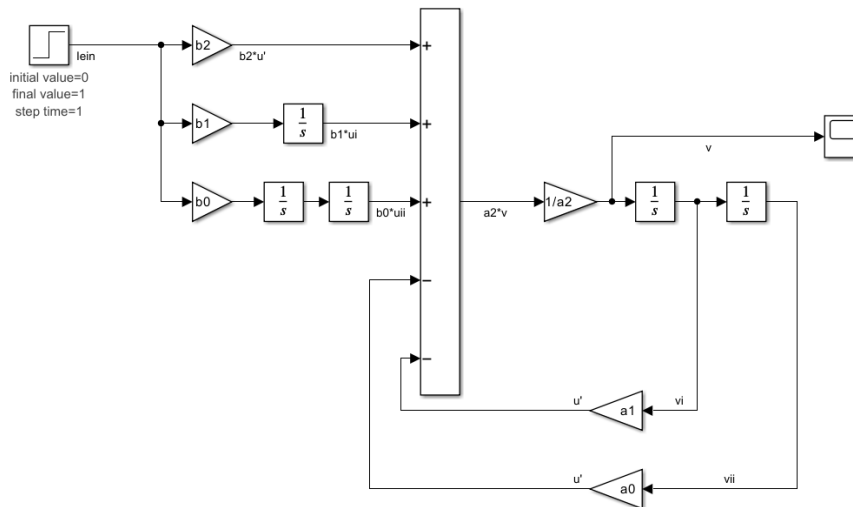 Iein
initial value=0
final value=1
step time=1
b2
b2*u'
+
b1
1
s
b1*ui
+
b0
1
s
1
s
b0*uii
+
a2*v
1/a2
1
s
1
s
v
−
−
u'
a1
vi
u'
a0
vii